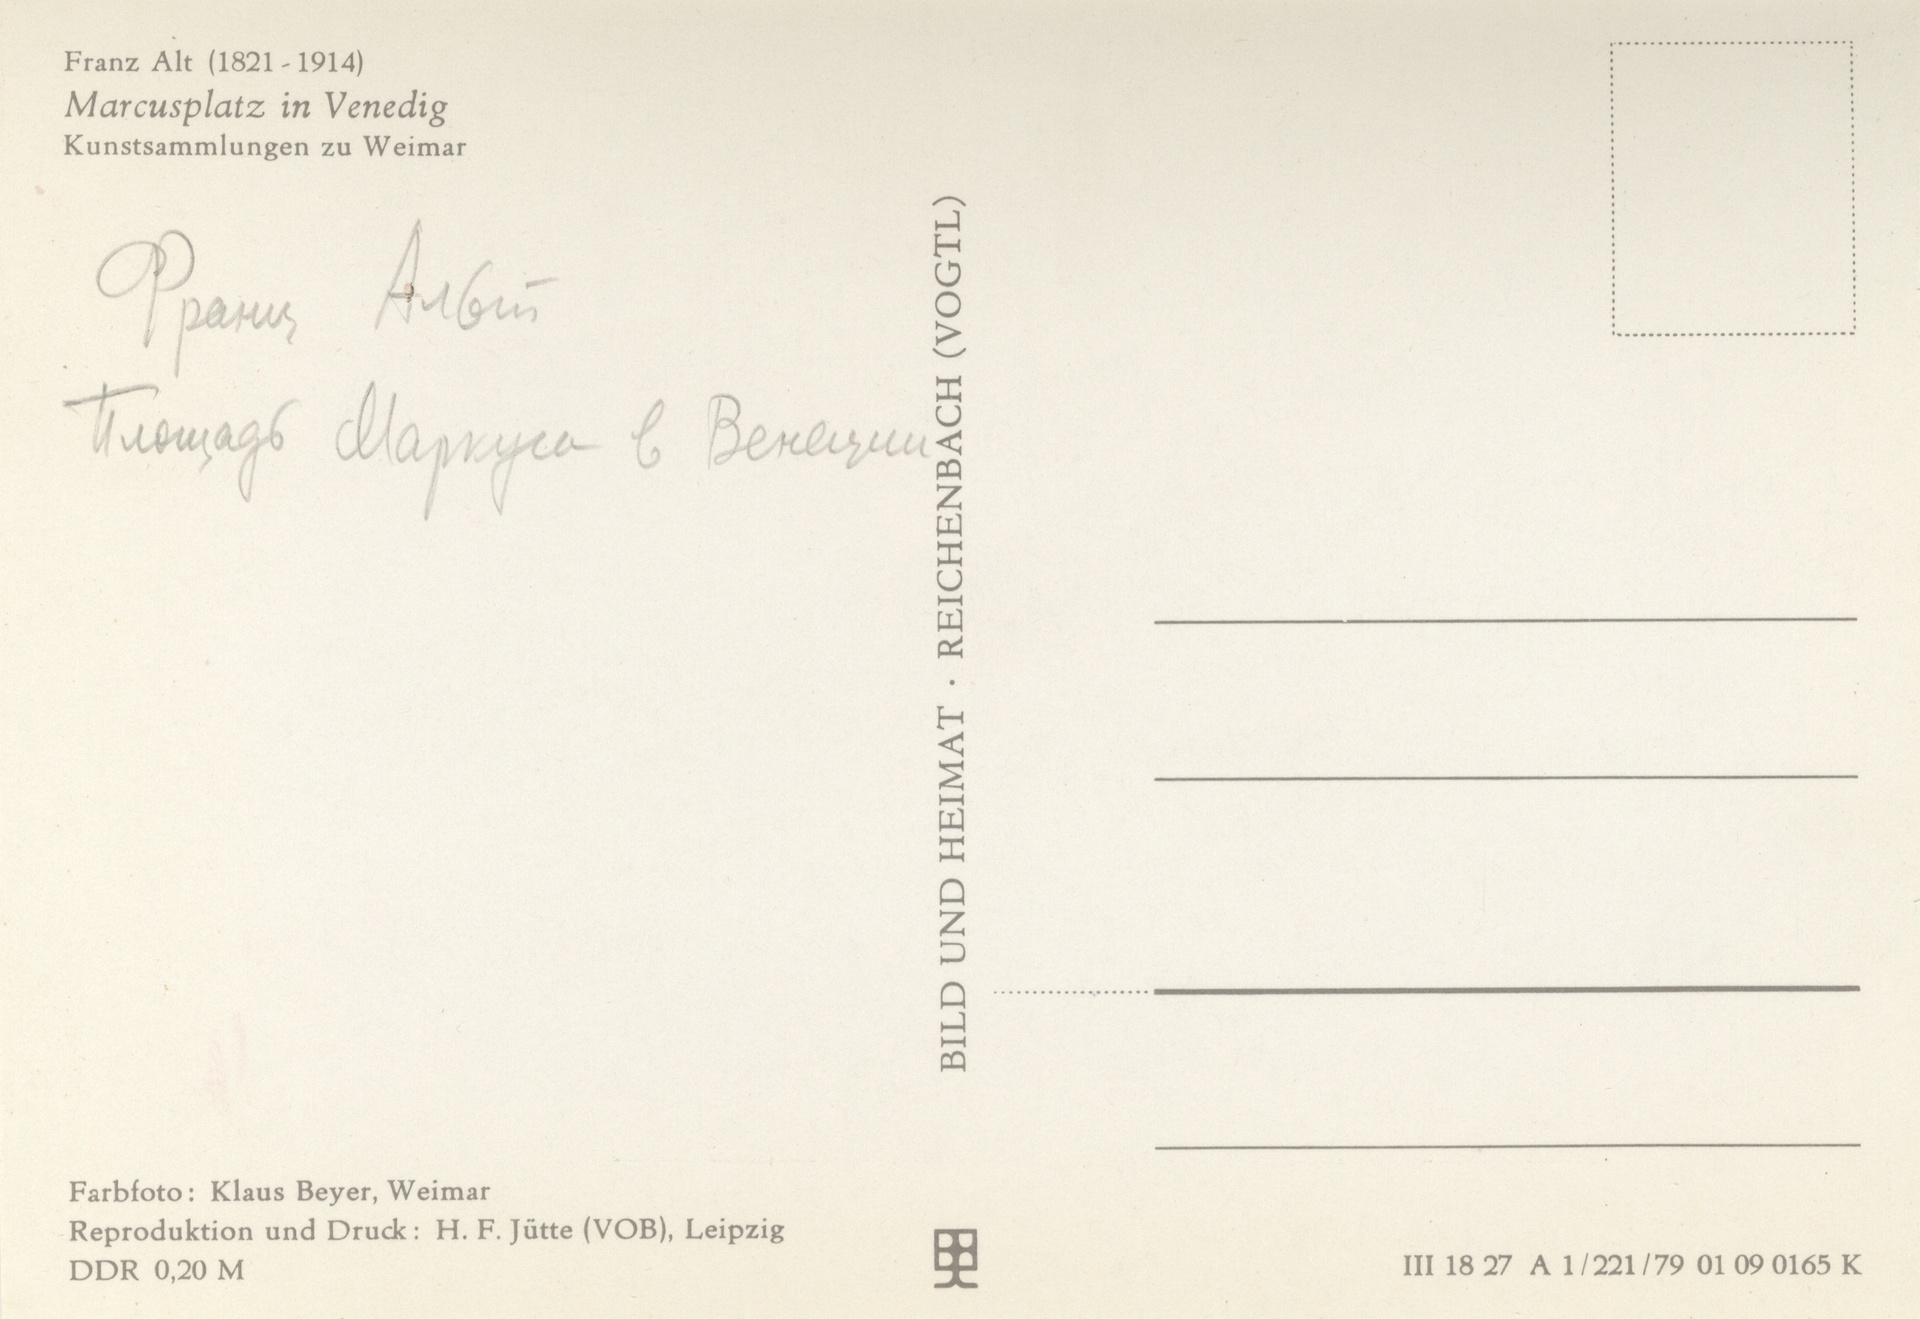 Franz Alt (1821-1914)
Marcusplatz in Venedig
Kunstsammlungen zu Weimar
Франц Альт
Площадь Маркуса в Венеции
BILD UND HEIMAT · REICHENBACH (VOGTL)
Farbfoto: Klaus Beyer, Weimar
Reproduktion und Druck: H. F. Jütte (VOB), Leipzig
DDR 0,20 M
III 18 27 A 1/221/79 01 09 0165 K